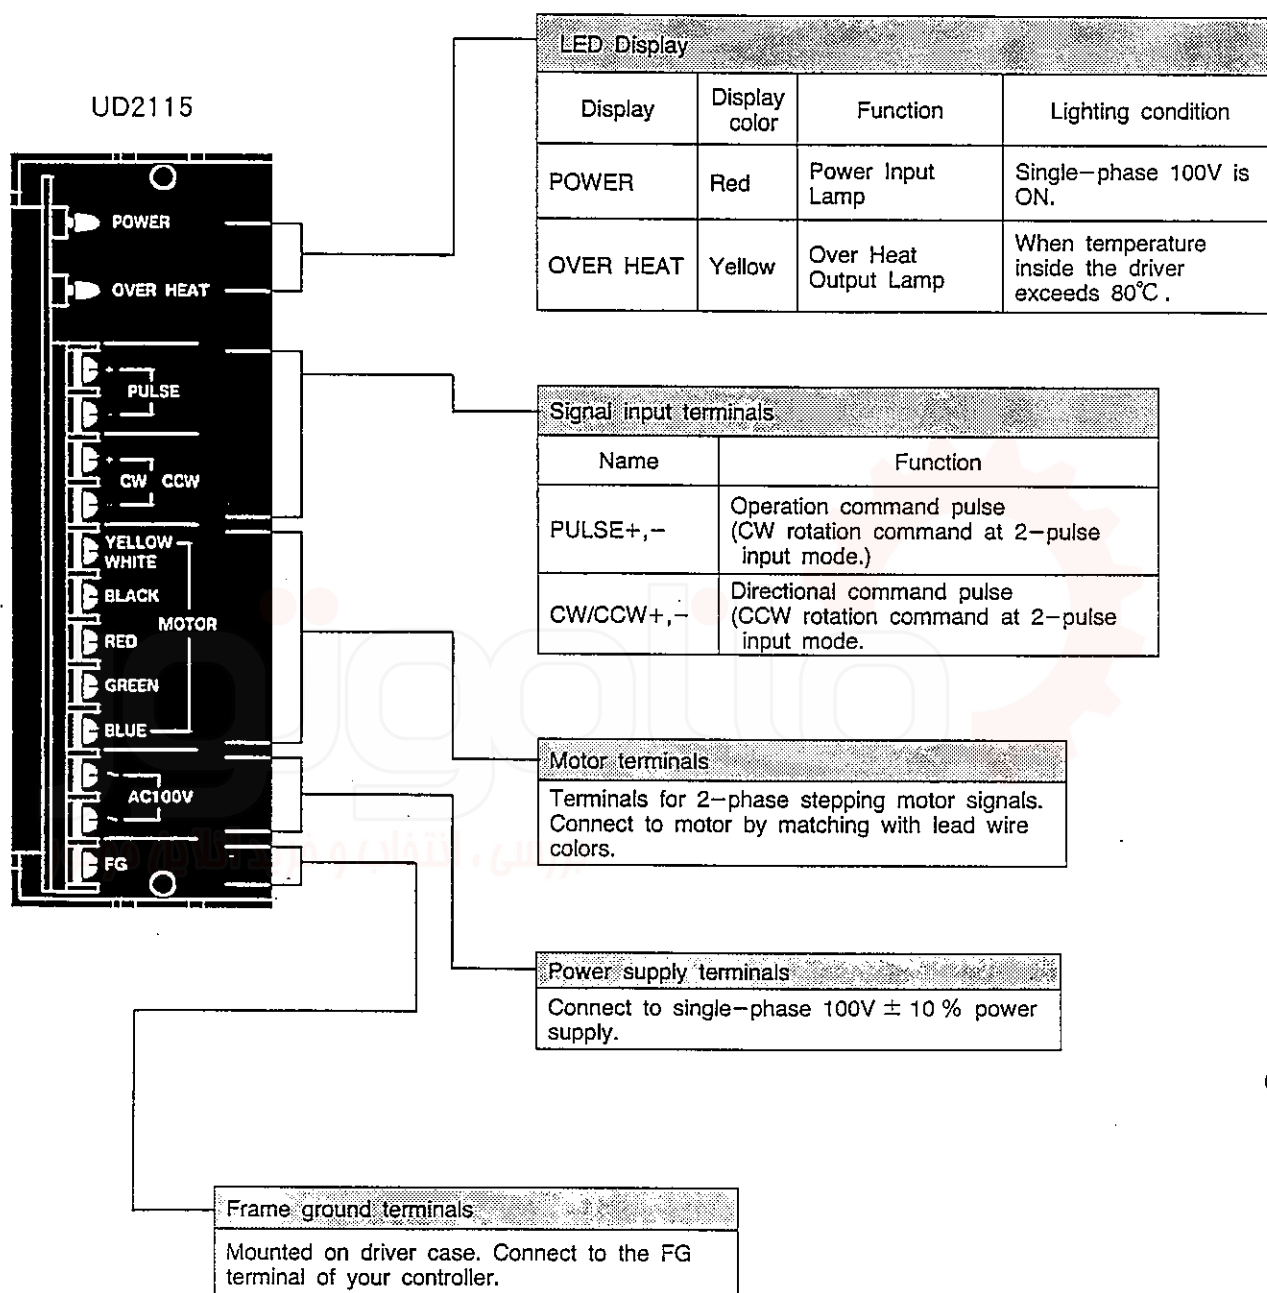 UD2115
POWER
OVER HEAT
+
PULSE
-
+
CW CCW
-
YELLOW
WHITE
BLACK
MOTOR
RED
GREEN
BLUE
AC100V
FG
LED Display
Display
Display
color
Function
Lighting condition
POWER
Red
Power Input
Lamp
Single-phase 100V is
ON.
OVER HEAT
Yellow
Over Heat
Output Lamp
When temperature
inside the driver
exceeds 80℃.
Signal input terminals
Name
Function
PULSE+,-
Operation command pulse
(CW rotation command at 2-pulse
input mode.)
CW/CCW+,-
Directional command pulse
(CCW rotation command at 2-pulse
input mode.
Motor terminals
Terminals for 2-phase stepping motor signals.
Connect to motor by matching with lead wire
colors.
Power supply terminals
Connect to single-phase 100V ± 10 % power
supply.
Frame ground terminals
Mounted on driver case. Connect to the FG
terminal of your controller.